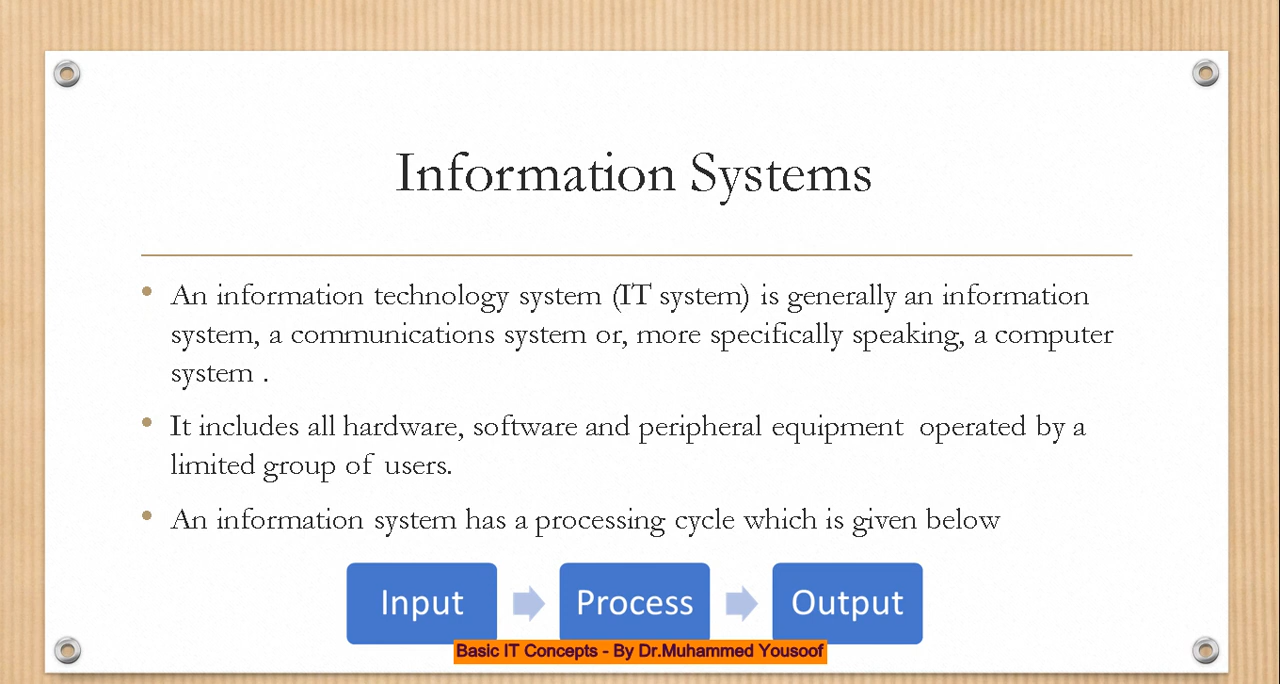 Information Systems
• An information technology system (IT system) is generally an information
system, a communications system or, more specifically speaking, a computer
system .
• It includes all hardware, software and peripheral equipment  operated by a
limited group of users.
• An information system has a processing cycle which is given below
Input
Process
Output
Basic IT Concepts - By Dr.Muhammed Yousoof